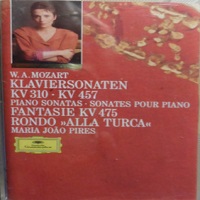 W. A. MOZART
KLAVIERSONATEN
KV 310 · KV 457
PIANO SONATAS · SONATES POUR PIANO
FANTASIE KV 475
RONDO »ALLA TURCA«
MARIA JOÃO PIRES